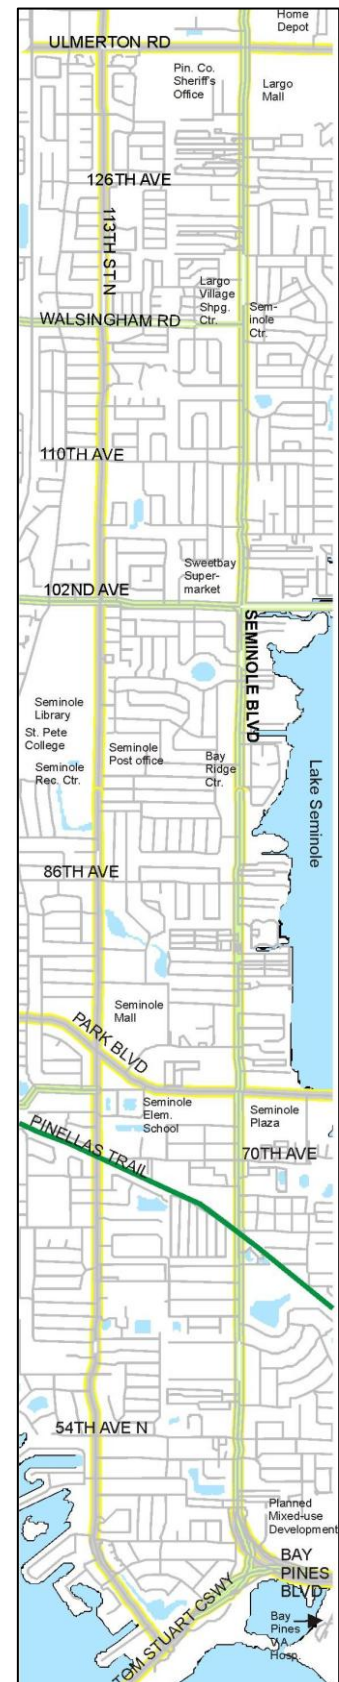 Home
Depot
ULMERTON RD
Pin. Co.
Sheriff's
Office
Largo
Mall
126TH AVE
113TH ST N
Largo
Village
Shpg.
Ctr.
Sem-
inole
Ctr.
WALSINGHAM RD
110TH AVE
Sweetbay
Super-
market
102ND AVE
SEMINOLE BLVD
Seminole
Library
St. Pete
College
Seminole
Rec. Ctr.
Seminole
Post office
Bay
Ridge
Ctr.
Lake Seminole
86TH AVE
Seminole
Mall
PARK BLVD
Seminole
Elem.
School
Seminole
Plaza
70TH AVE
PINELLAS TRAIL
54TH AVE N
Planned
Mixed-use
Development
BAY
PINES
BLVD
TOM STUART CSWY
Bay
Pines
V.A.
Hosp.